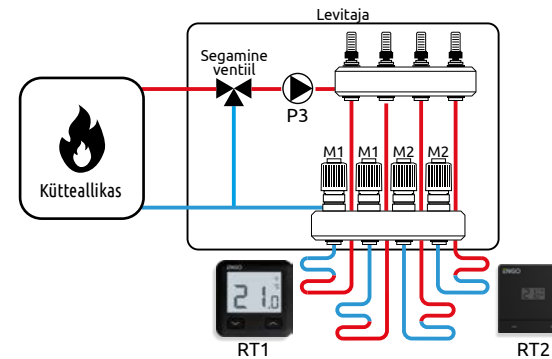 Levitaja
Segamine
ventiil
P3
Kütteallikas
M1 M1 M2 M2
ENGO
21.0
ENGO
RT1
RT2